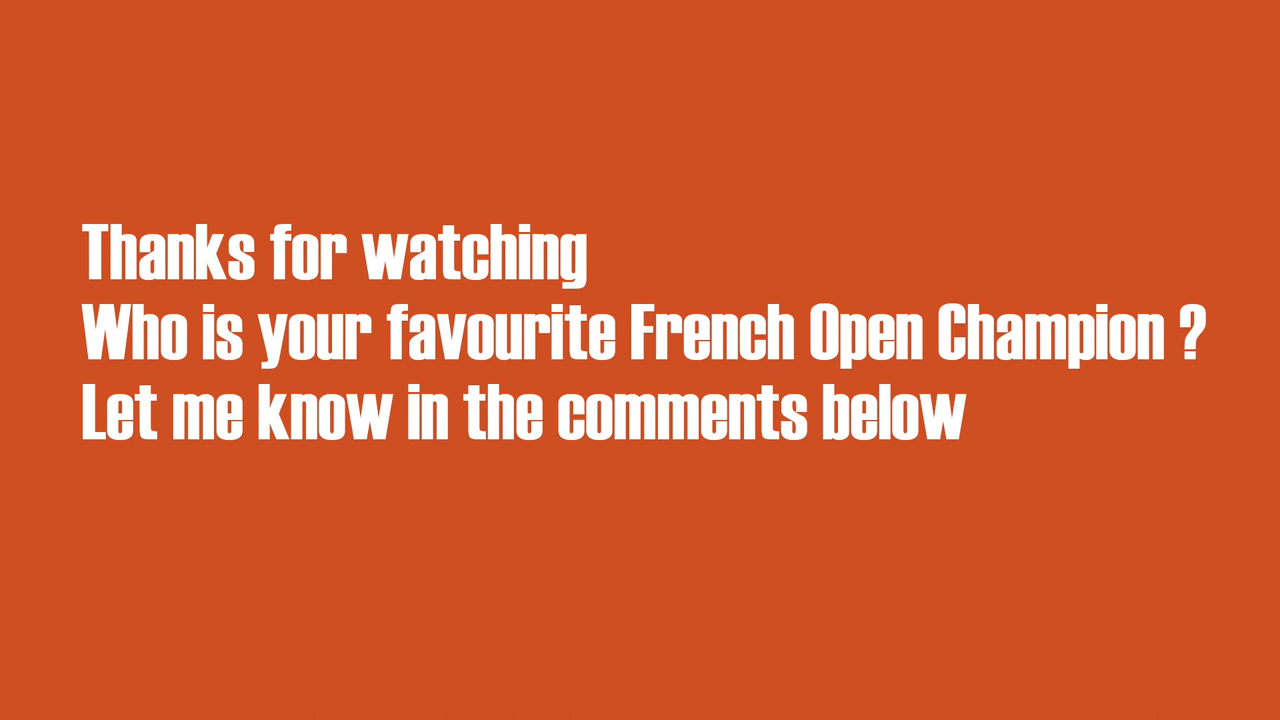 Thanks for watching
Who is your favourite French Open Champion ?
Let me know in the comments below